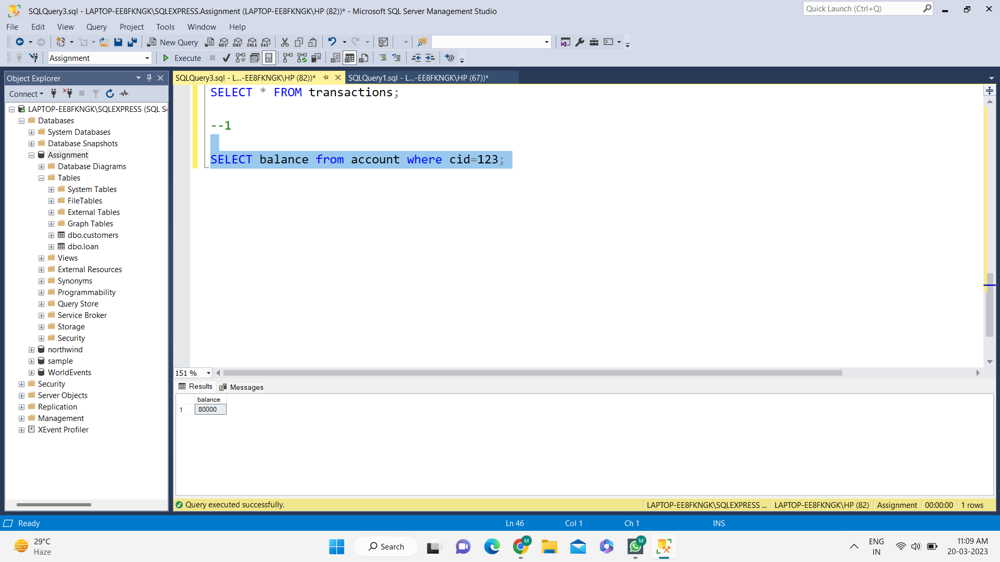 SQLQuery3.sql - LAPTOP-EE8FKNGK\SQLEXPRESS.Assignment (LAPTOP-EE8FKNGK\HP (82))* - Microsoft SQL Server Management Studio
Quick Launch (Ctrl+Q)
File Edit View Query Project Tools Window Help
New Query MDX DMX XMLA DAX
Assignment Execute
Object Explorer
SQLQuery3.sql - L...-EE8FKNGK\HP (82))*
SQLQuery1.sql - L...-EE8FKNGK\HP (67))*
Connect
LAPTOP-EE8FKNGK\SQLEXPRESS (SQL S
Databases
System Databases
Database Snapshots
Assignment
Database Diagrams
Tables
System Tables
FileTables
External Tables
Graph Tables
dbo.customers
dbo.loan
Views
External Resources
Synonyms
Programmability
Query Store
Service Broker
Storage
Security
northwind
sample
WorldEvents
Security
Server Objects
Replication
Management
XEvent Profiler
SELECT * FROM transactions;
--1
SELECT balance from account where cid=123;
151 %
Results Messages
balance
1 80000
Query executed successfully.
LAPTOP-EE8FKNGK\SQLEXPRESS ... LAPTOP-EE8FKNGK\HP (82) Assignment 00:00:00 1 rows
Ready Ln 46 Col 1 Ch 1 INS
29°C
Haze
Search
M
M
ENG
IN
11:09 AM
20-03-2023